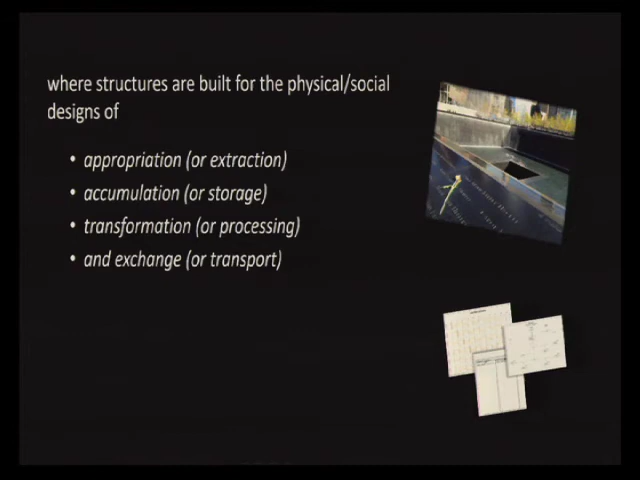 where structures are built for the physical/social
designs of
• appropriation (or extraction)
• accumulation (or storage)
• transformation (or processing)
• and exchange (or transport)